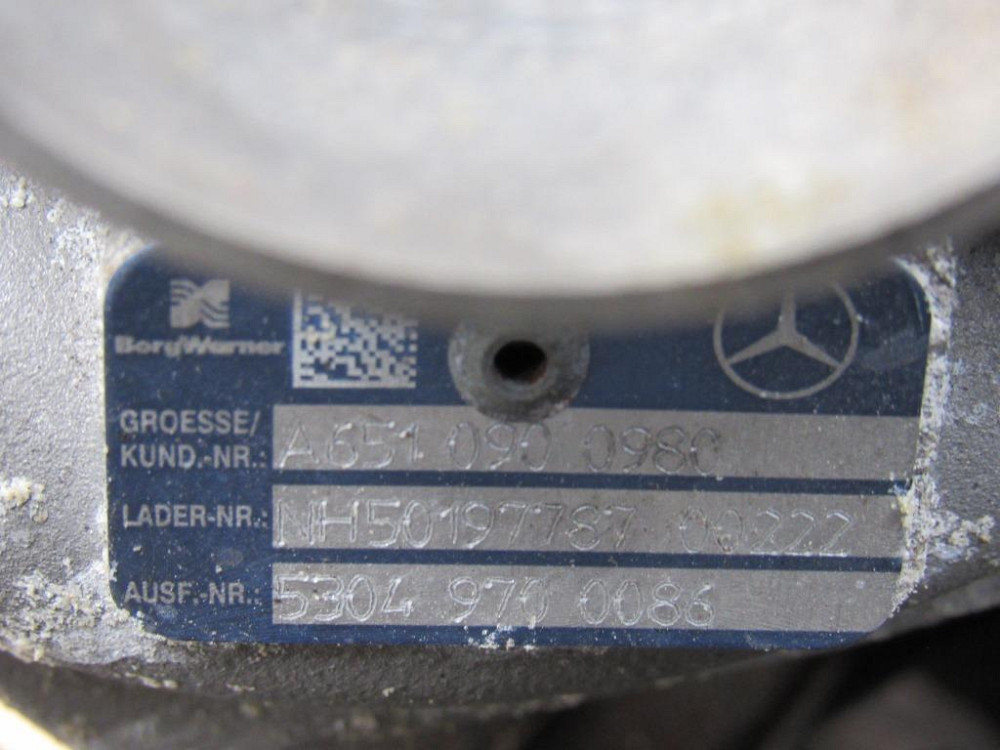 BorgWarner
GROESSE/
KUND.-NR.: A651 090 0980
LADER-NR.: NH50197787 00222
AUSF.-NR.: 5304 970 0086